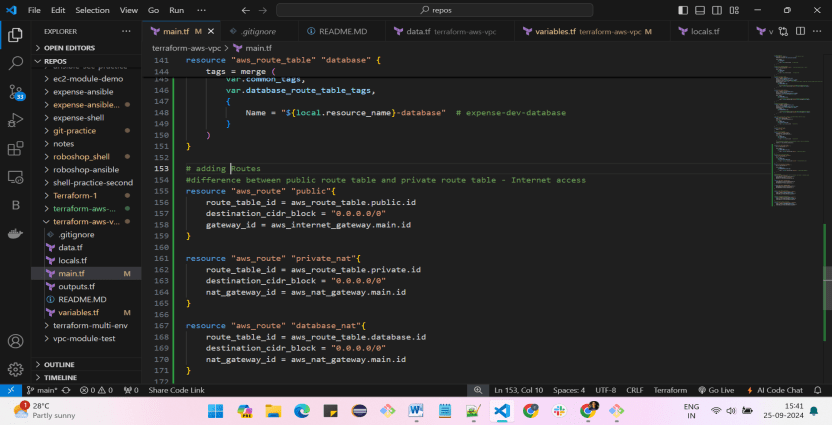 File Edit Selection View Go Run ··· repos
EXPLORER ···
OPEN EDITORS
REPOS
ec2-module-demo
expense-ansible
expense-ansible...
expense-shell
git-practice
notes
roboshop_shell
roboshop-ansible
shell-practice-second
Terraform-1
terraform-aws-...
terraform-aws-v...
.gitignore
data.tf
locals.tf
main.tf M
outputs.tf
README.MD
variables.tf M
terraform-multi-env
vpc-module-test
OUTLINE
TIMELINE
33
main.tf M .gitignore README.MD data.tf terraform-aws-vpc variables.tf terraform-aws-vpc M locals.tf v
terraform-aws-vpc > main.tf
141 resource "aws_route_table" "database" {
144 tags = merge (
145 var.common_tags,
146 var.database_route_table_tags,
147 {
148 Name = "${local.resource_name}-database" # expense-dev-database
149 }
150 )
151 }
152
153 # adding Routes
154 #difference between public route table and private route table - Internet access
155 resource "aws_route" "public"{
156 route_table_id = aws_route_table.public.id
157 destination_cidr_block = "0.0.0.0/0"
158 gateway_id = aws_internet_gateway.main.id
159 }
160
161 resource "aws_route" "private_nat"{
162 route_table_id = aws_route_table.private.id
163 destination_cidr_block = "0.0.0.0/0"
164 nat_gateway_id = aws_nat_gateway.main.id
165 }
166
167 resource "aws_route" "database_nat"{
168 route_table_id = aws_route_table.database.id
169 destination_cidr_block = "0.0.0.0/0"
170 nat_gateway_id = aws_nat_gateway.main.id
171 }
172
main* 0 0 0 Share Code Link Ln 153, Col 10 Spaces: 4 UTF-8 CRLF Terraform Go Live AI Code Chat
28°C
Partly sunny
ENG
IN
15:41
25-09-2024